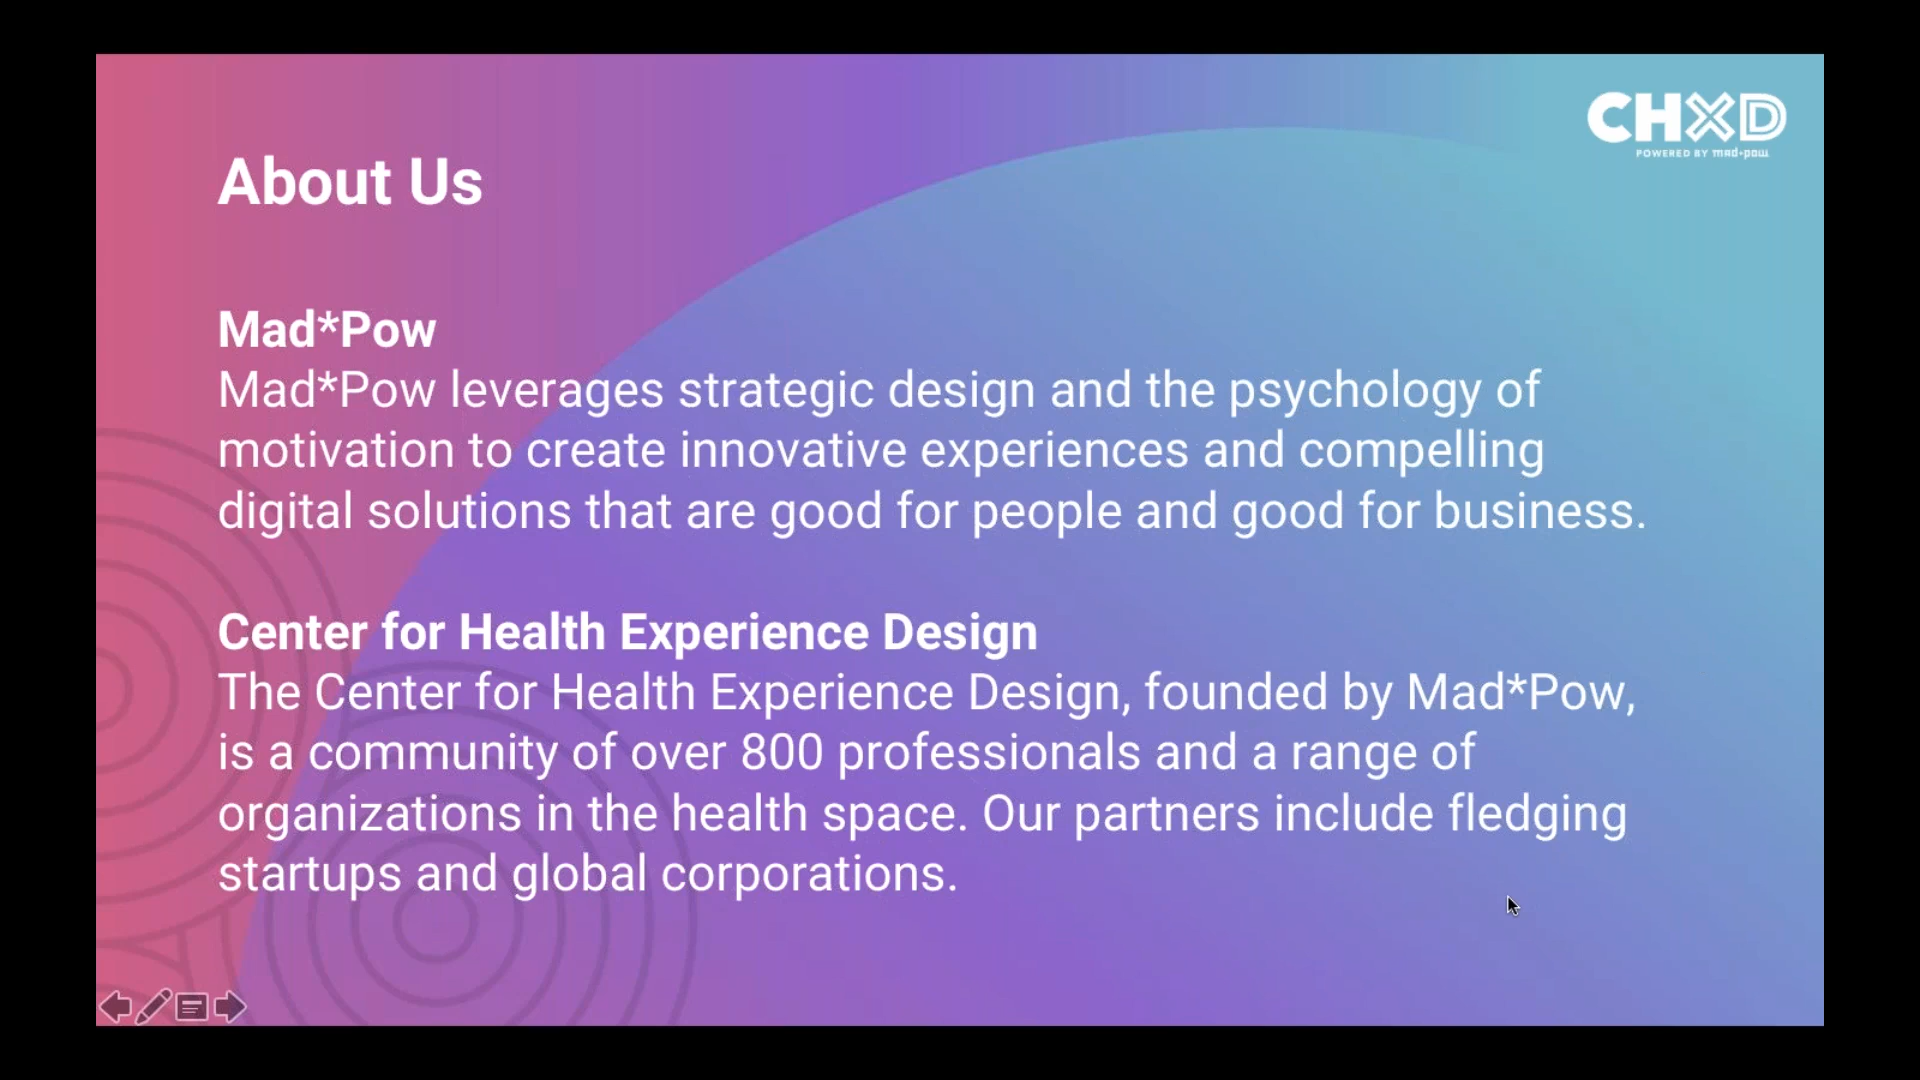 CHXD
POWERED BY mad*pow
About Us
Mad*Pow
Mad*Pow leverages strategic design and the psychology of
motivation to create innovative experiences and compelling
digital solutions that are good for people and good for business.
Center for Health Experience Design
The Center for Health Experience Design, founded by Mad*Pow,
is a community of over 800 professionals and a range of
organizations in the health space. Our partners include fledging
startups and global corporations.